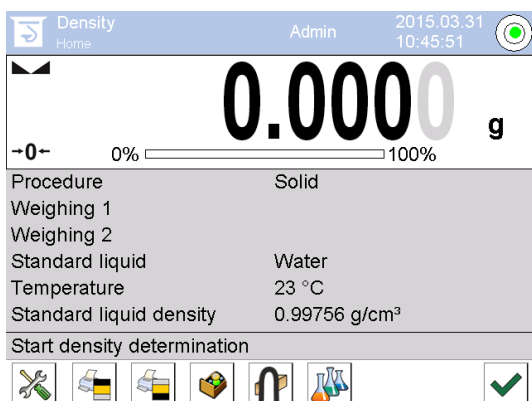 Density
Home
Admin
2015.03.31
10:45:51
0.0000 g
→0←
0% 100%
Procedure Solid
Weighing 1
Weighing 2
Standard liquid Water
Temperature 23 °C
Standard liquid density 0.99756 g/cm³
Start density determination